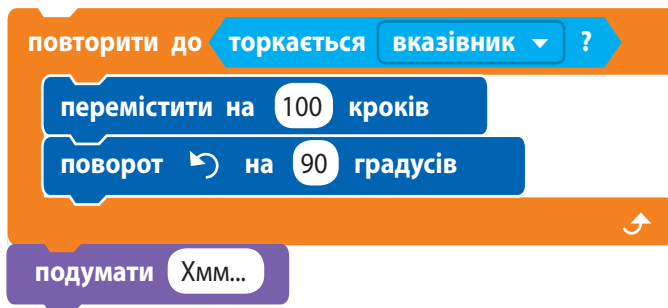 повторити до торкається вказівник ?
перемістити на 100 кроків
поворот на 90 градусів
подумати Хмм...